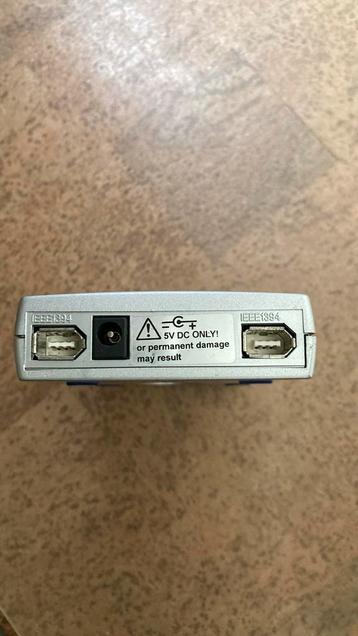 IEEE1394
IEEE1394
5V DC ONLY!
or permanent damage
may result